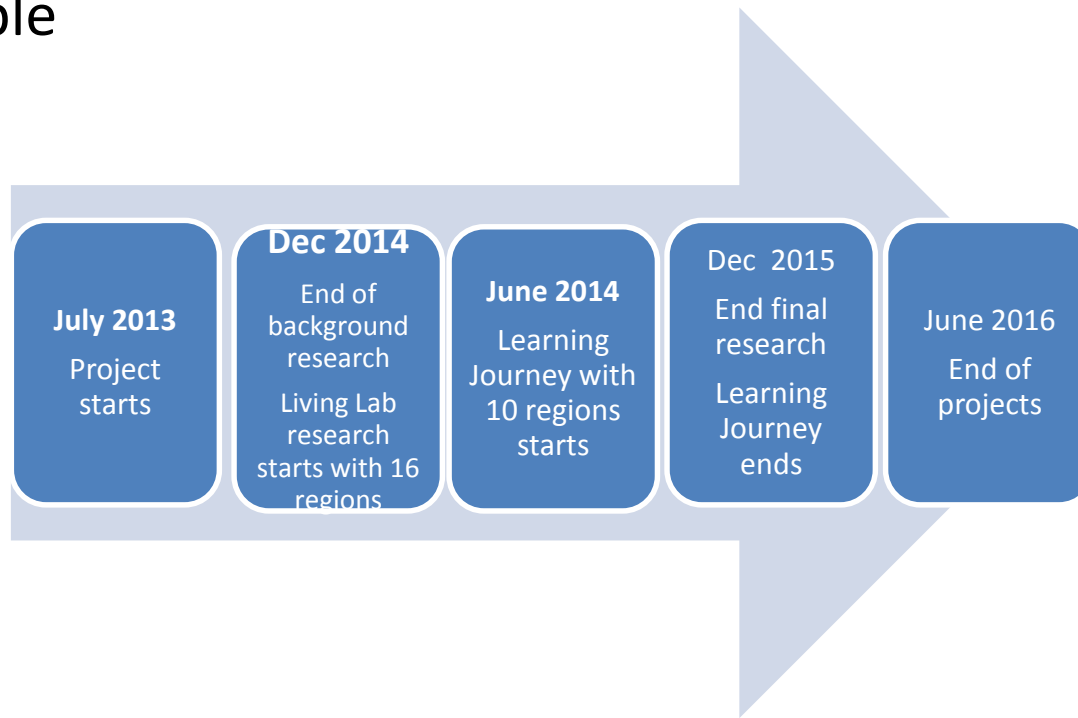 ole
July 2013
Project
starts
Dec 2014
End of
background
research
Living Lab
research
starts with 16
regions
June 2014
Learning
Journey with
10 regions
starts
Dec 2015
End final
research
Learning
Journey
ends
June 2016
End of
projects